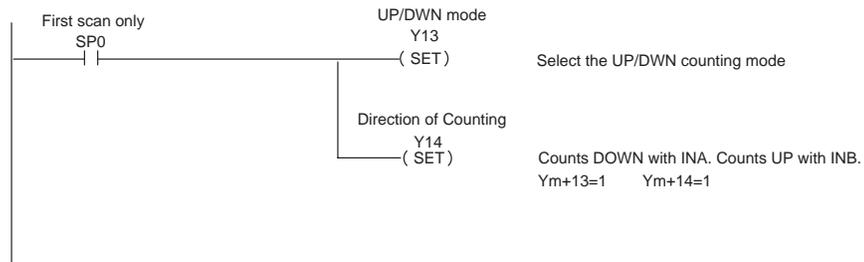 First scan only
SP0
UP/DWN mode
Y13
( SET )
Select the UP/DWN counting mode
Direction of Counting
Y14
( SET )
Counts DOWN with INA. Counts UP with INB.
Ym+13=1 Ym+14=1